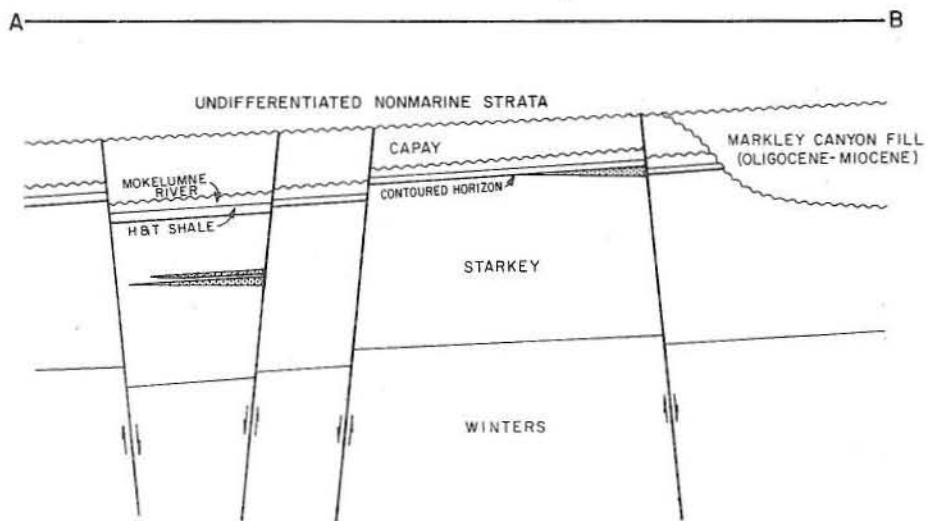 A B
UNDIFFERENTIATED NONMARINE STRATA
CAPAY
MARKLEY CANYON FILL
(OLIGOCENE-MIOCENE)
MOKELUMNE
RIVER
CONTOURED HORIZON
H&T SHALE
STARKEY
WINTERS